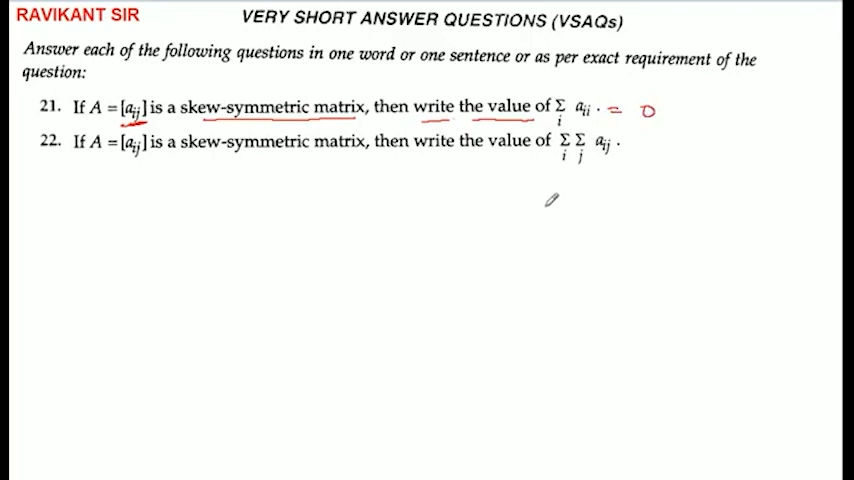 RAVIKANT SIR
VERY SHORT ANSWER QUESTIONS (VSAQs)
Answer each of the following questions in one word or one sentence or as per exact requirement of the
question:
21. If A = [aᵢⱼ] is a skew-symmetric matrix, then write the value of Σ aᵢᵢ . = 0
i
22. If A = [aᵢⱼ] is a skew-symmetric matrix, then write the value of Σ Σ aᵢⱼ .
i j